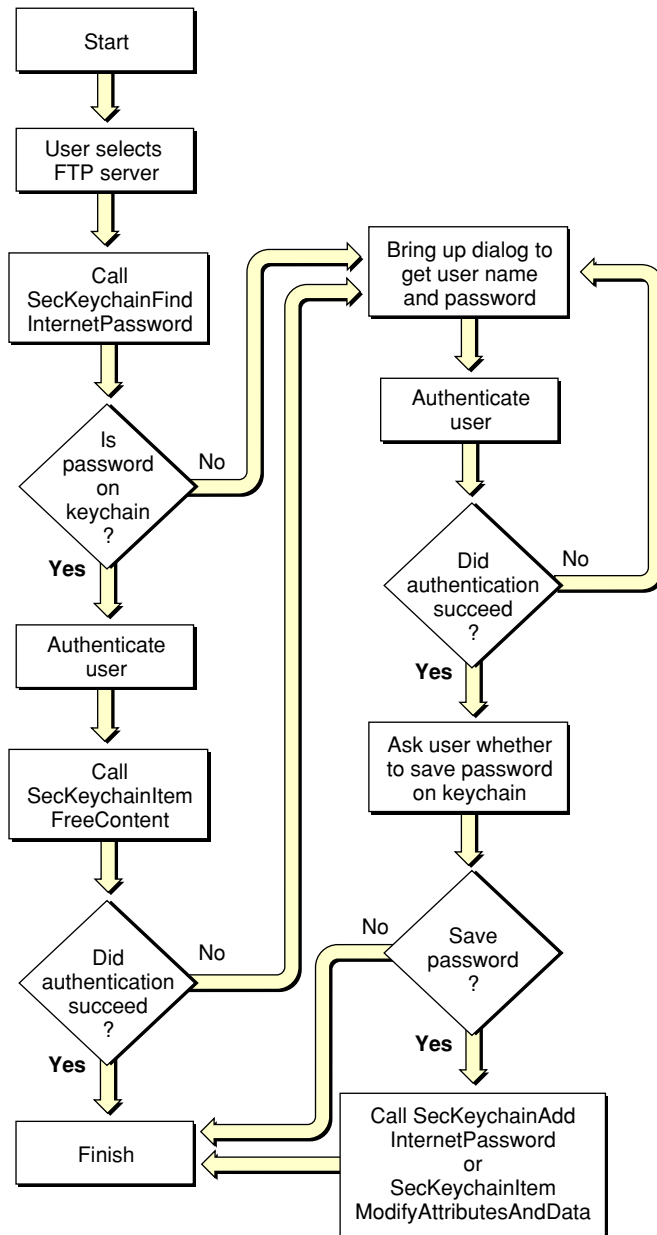 Start
User selects
FTP server
Call
SecKeychainFind
InternetPassword
Is
password
on
keychain
?
No
Yes
Authenticate
user
Call
SecKeychainItem
FreeContent
Did
authentication
succeed
?
No
Yes
Finish
Bring up dialog to
get user name
and password
Authenticate
user
Did
authentication
succeed
?
No
Yes
Ask user whether
to save password
on keychain
Save
password
?
No
Yes
Call SecKeychainAdd
InternetPassword
or
SecKeychainItem
ModifyAttributesAndData